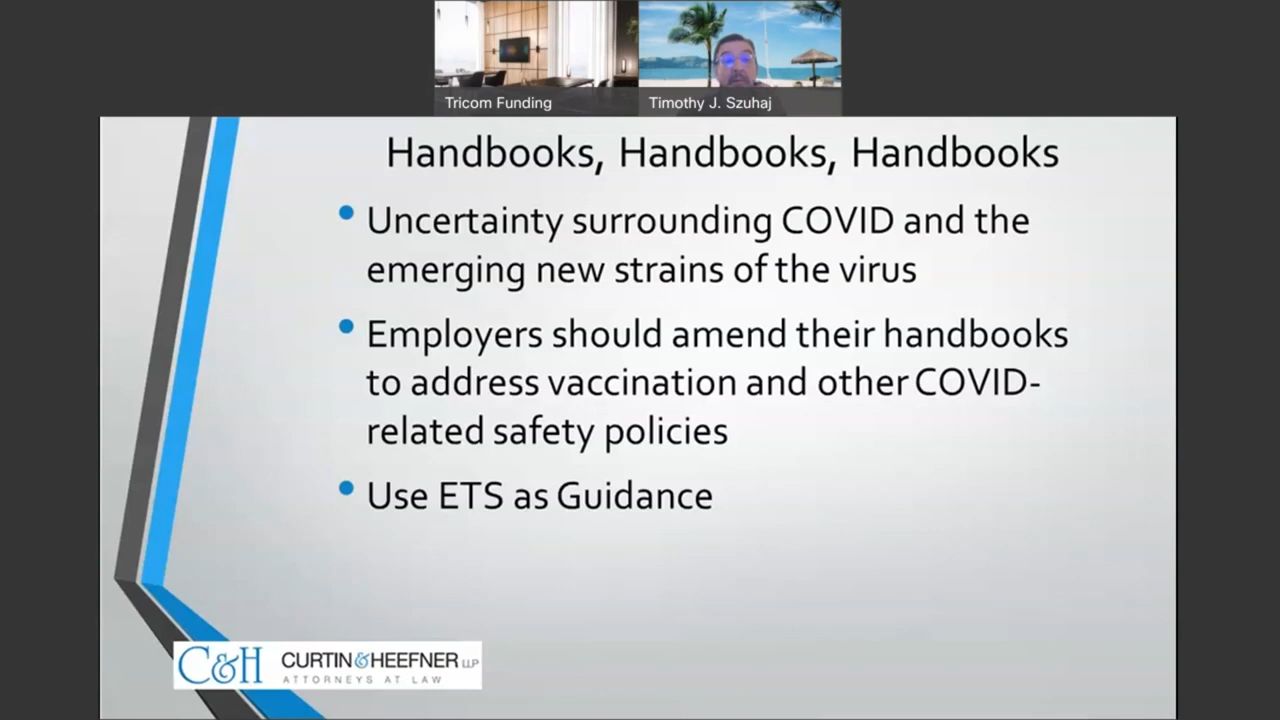 Tricom Funding
Timothy J. Szuhaj
Handbooks, Handbooks, Handbooks
Uncertainty surrounding COVID and the
emerging new strains of the virus
Employers should amend their handbooks
to address vaccination and other COVID-
related safety policies
Use ETS as Guidance
C&H CURTIN & HEEFNER LLP
ATTORNEYS AT LAW